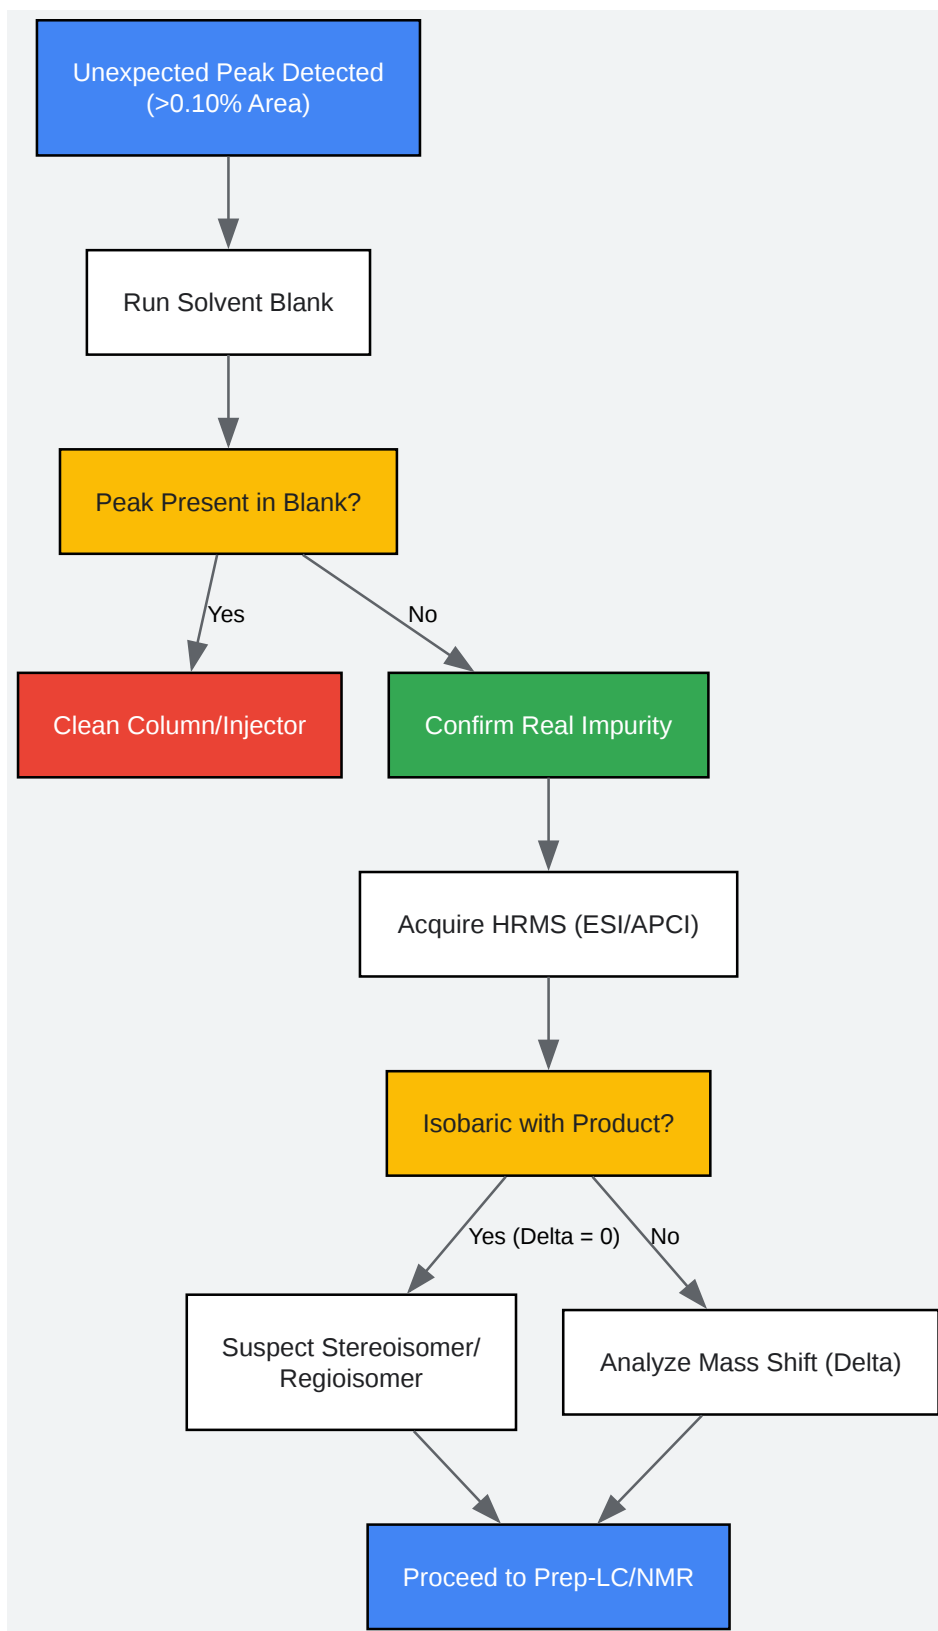 Unexpected Peak Detected
(>0.10% Area)
Run Solvent Blank
Peak Present in Blank?
Yes
No
Clean Column/Injector
Confirm Real Impurity
Acquire HRMS (ESI/APCI)
Isobaric with Product?
Yes (Delta = 0)
No
Suspect Stereoisomer/
Regioisomer
Analyze Mass Shift (Delta)
Proceed to Prep-LC/NMR